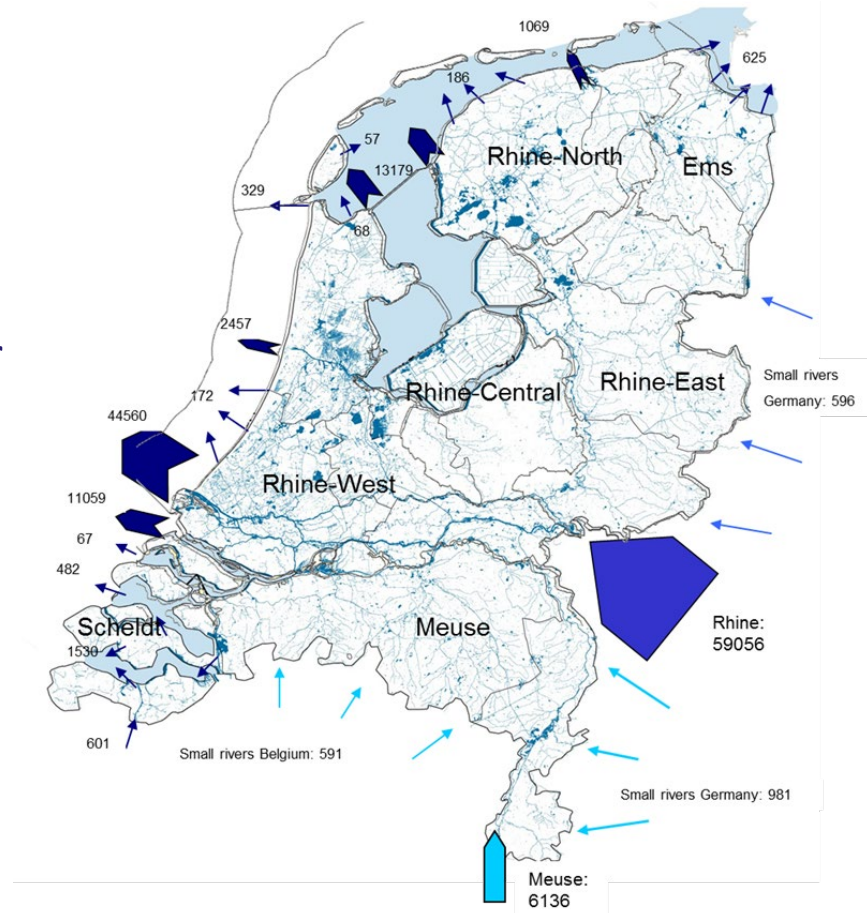 1069
625
186
57
13179
Rhine-North
Ems
329
68
2457
Small rivers
Germany: 596
172
Rhine-Central
Rhine-East
44560
Rhine-West
11059
67
482
Scheldt
Meuse
Rhine:
59056
1530
601
Small rivers Belgium: 591
Small rivers Germany: 981
Meuse:
6136